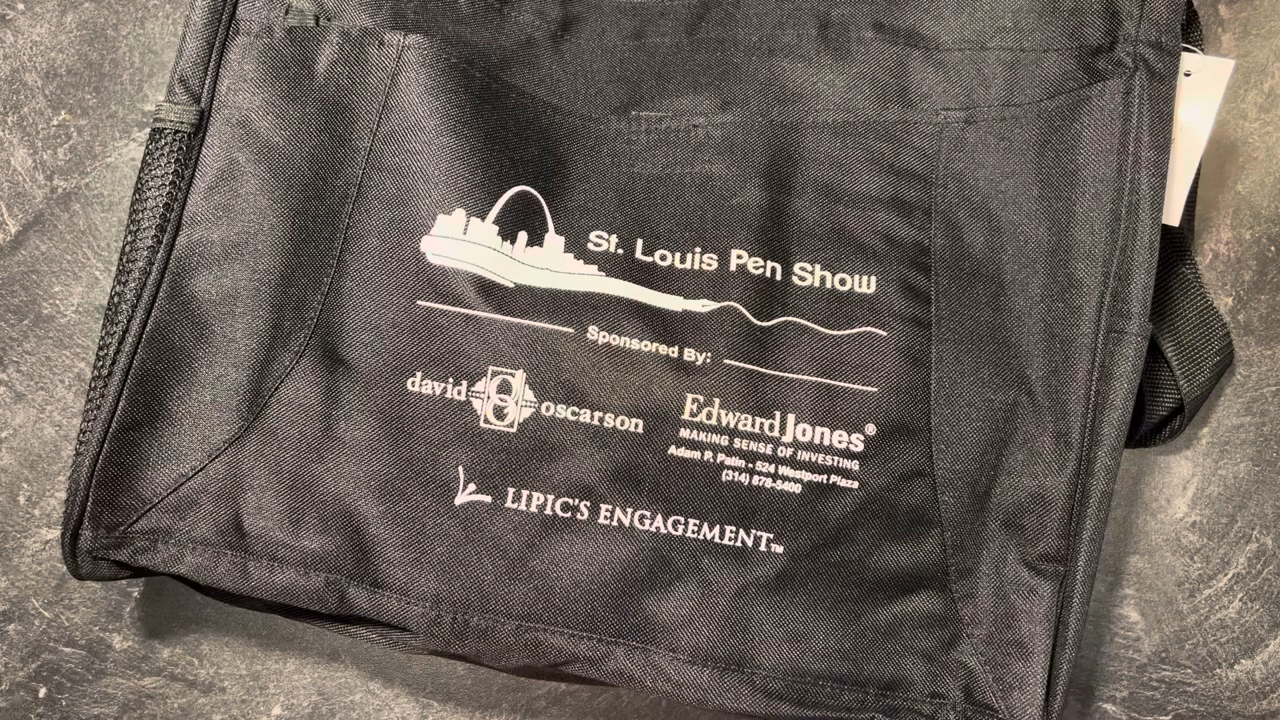 St. Louis Pen Show
Sponsored By:
david oscarson
Edward Jones®
MAKING SENSE OF INVESTING
Adam P. Palin - 524 Westport Plaza
(314) 878-5400
LIPIC'S ENGAGEMENT™